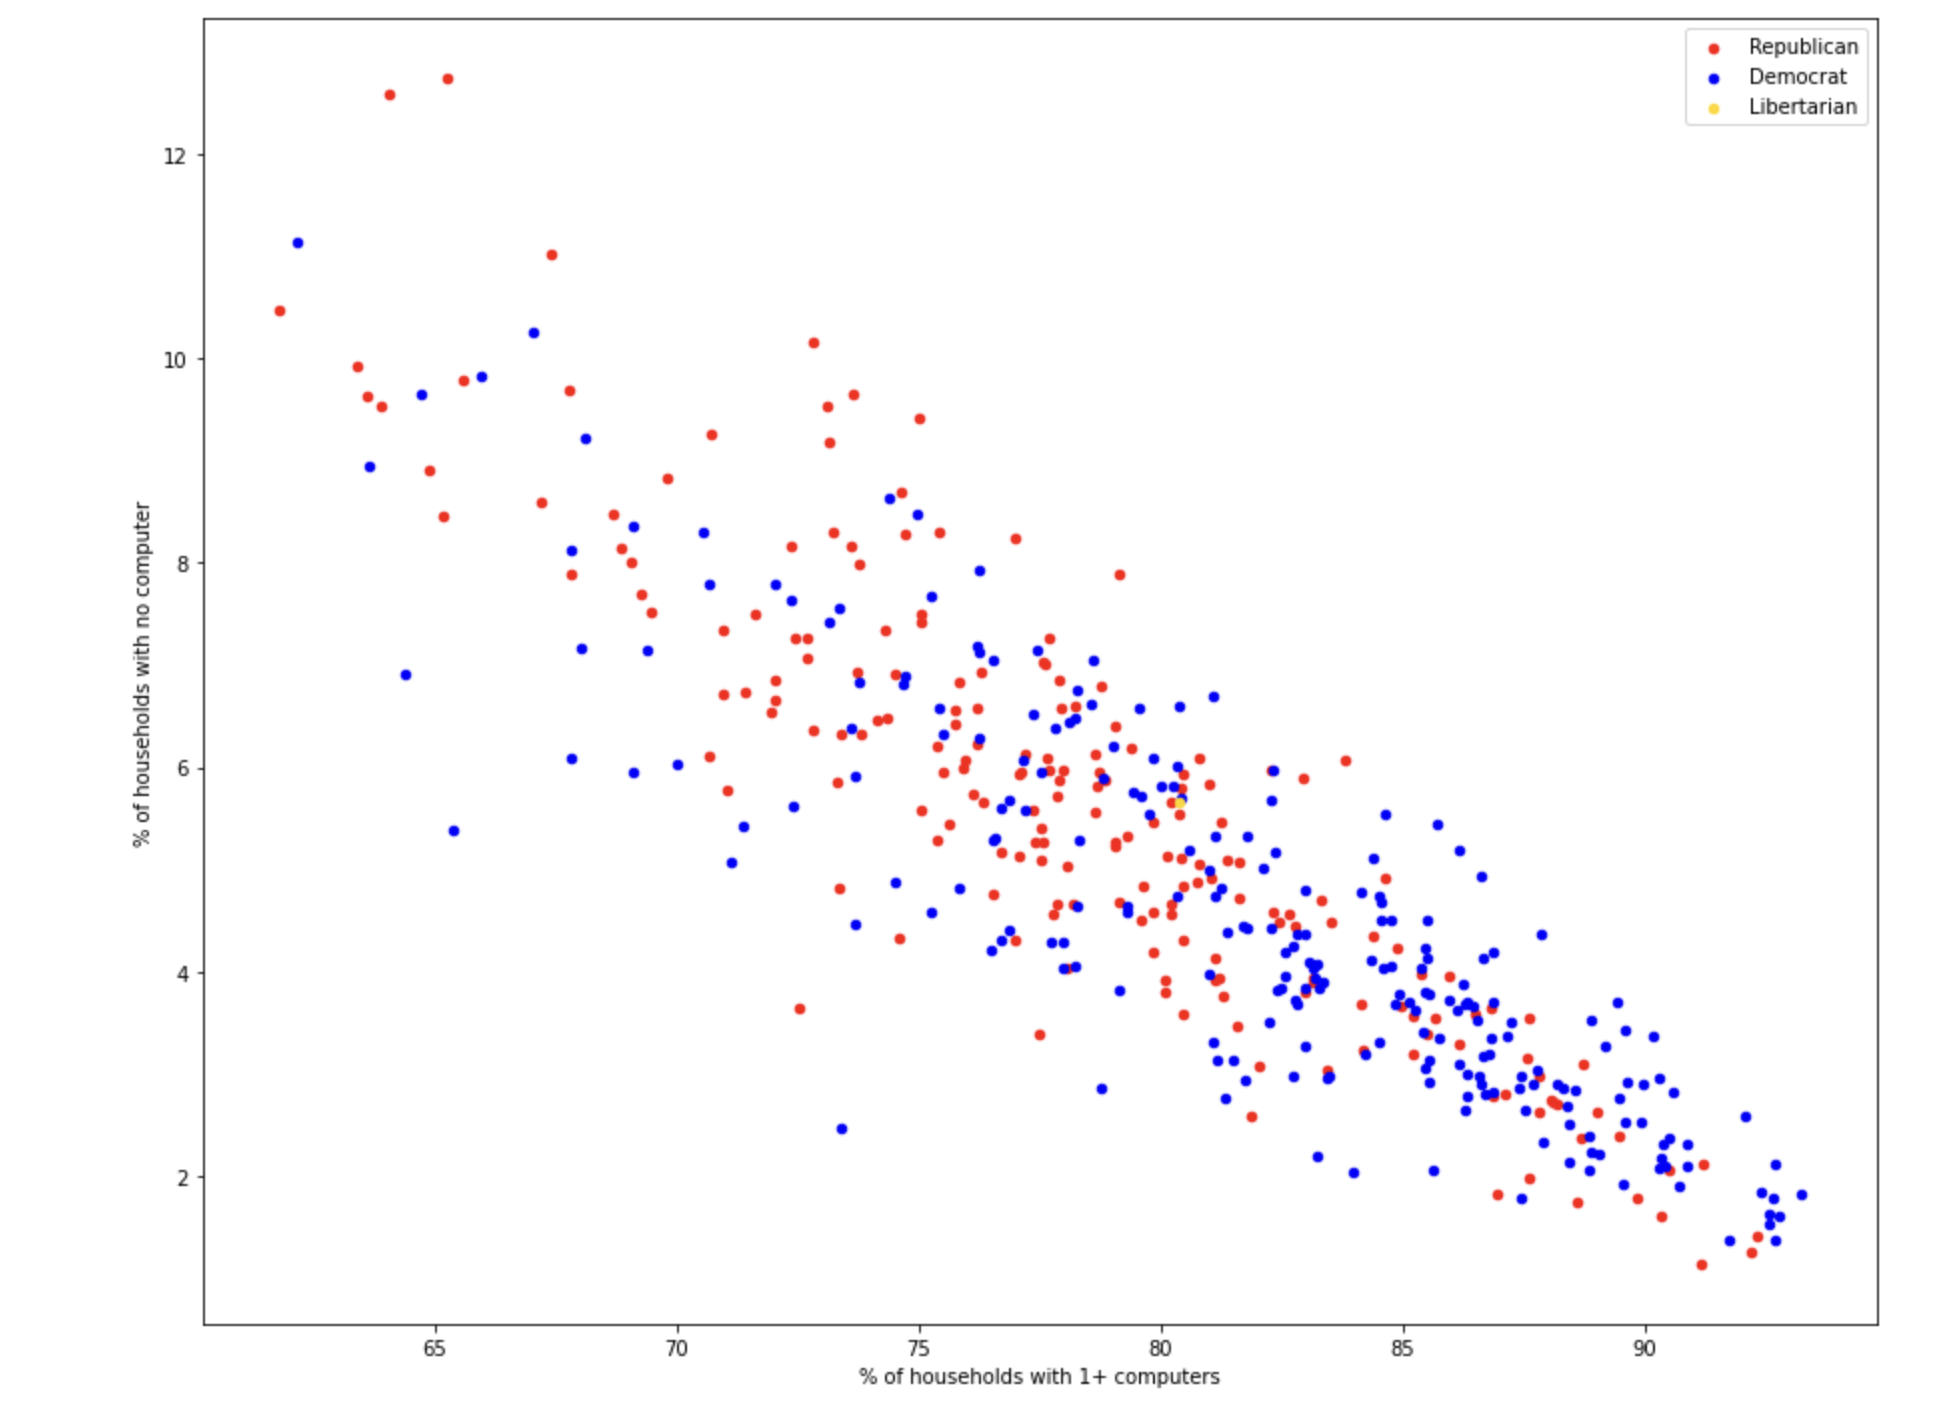 Republican
Democrat
Libertarian
12
10
8
6
4
2
% of households with no computer
65 70 75 80 85 90
% of households with 1+ computers